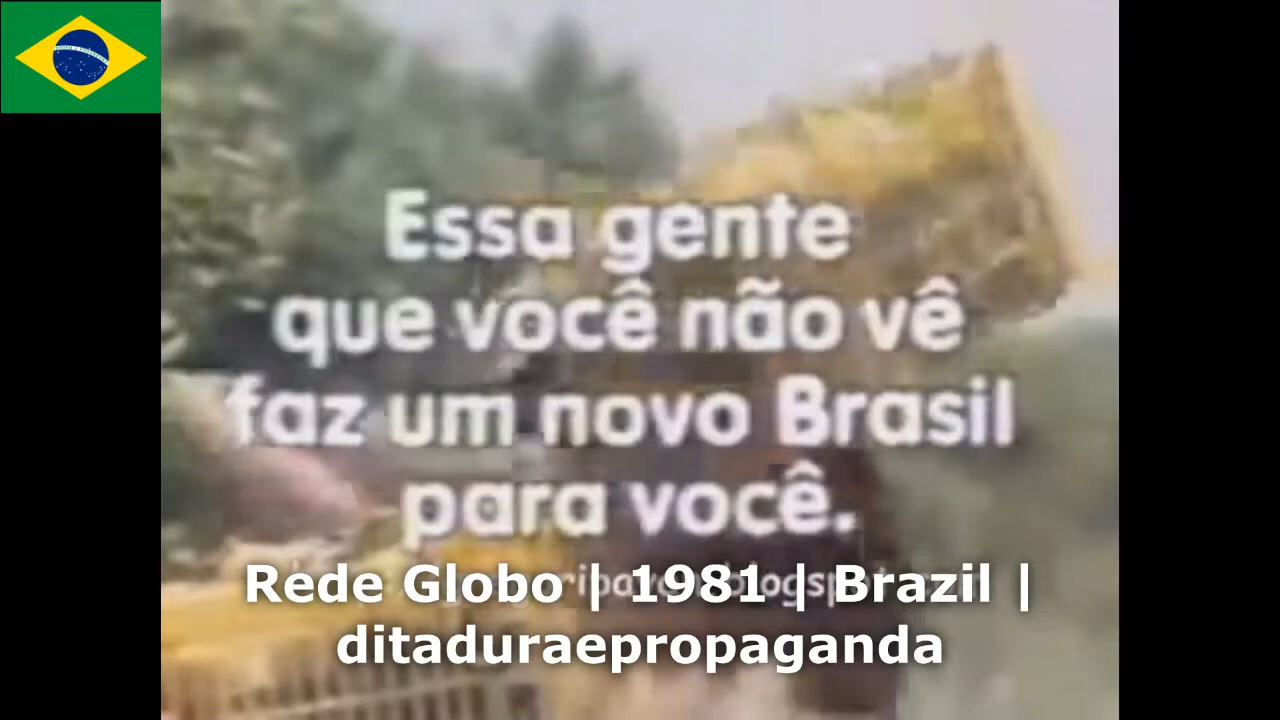 Essa gente
que você não vê
faz um novo Brasil
para você.
Rede Globo | 1981 | Brazil |
ditaduraepropaganda